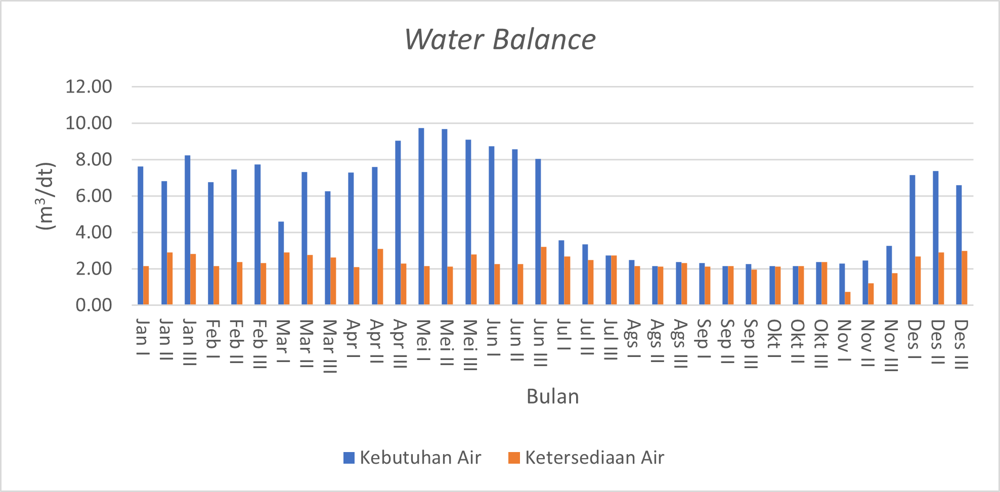 Water Balance
12.00
10.00
8.00
6.00
4.00
2.00
0.00
(m³/dt)
Jan I
Jan II
Jan III
Feb I
Feb II
Feb III
Mar I
Mar II
Mar III
Apr I
Apr II
Apr III
Mei I
Mei II
Mei III
Jun I
Jun II
Jun III
Jul I
Jul II
Jul III
Ags I
Ags II
Ags III
Sep I
Sep II
Sep III
Okt I
Okt II
Okt III
Nov I
Nov II
Nov III
Des I
Des II
Des III
Bulan
Kebutuhan Air
Ketersediaan Air